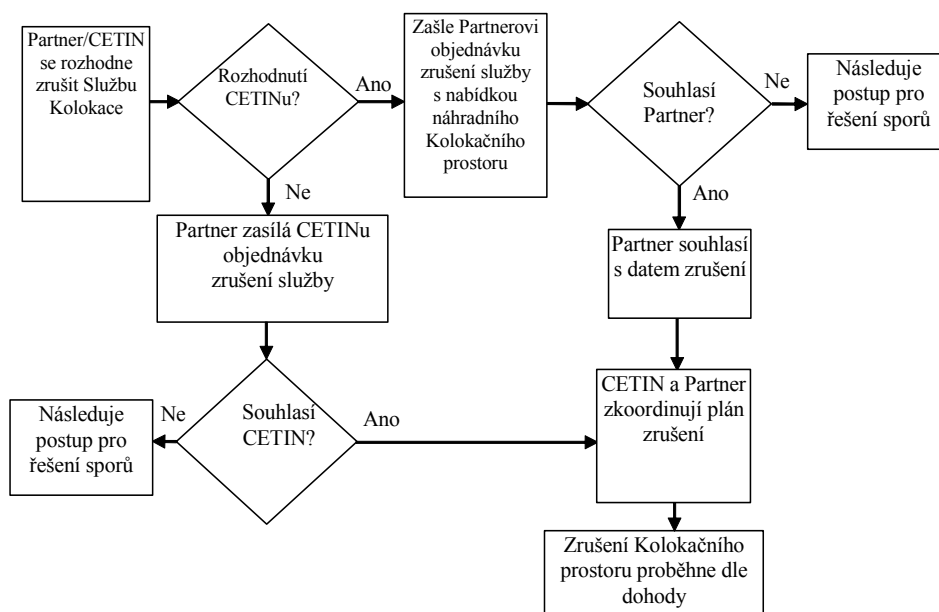 Partner/CETIN
se rozhodne
zrušit Službu
Kolokace
Rozhodnutí
CETINu?
Ano
Zašle Partnerovi
objednávku
zrušení služby
s nabídkou
náhradního
Kolokačního
prostoru
Souhlasí
Partner?
Ne
Následuje
postup pro
řešení sporů
Ne
Ano
Partner zasílá CETINu
objednávku
zrušení služby
Partner souhlasí
s datem zrušení
Následuje
postup pro
řešení sporů
Ne
Souhlasí
CETIN?
Ano
CETIN a Partner
zkoordinují plán
zrušení
Zrušení Kolokačního
prostoru proběhne dle
dohody